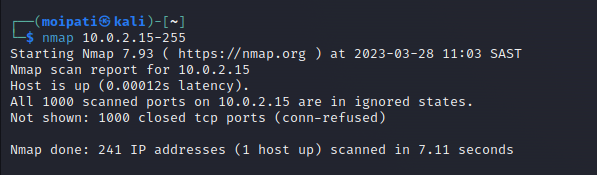 ┌──(moipati㉿kali)-[~]
└─$ nmap 10.0.2.15-255
Starting Nmap 7.93 ( https://nmap.org ) at 2023-03-28 11:03 SAST
Nmap scan report for 10.0.2.15
Host is up (0.00012s latency).
All 1000 scanned ports on 10.0.2.15 are in ignored states.
Not shown: 1000 closed tcp ports (conn-refused)

Nmap done: 241 IP addresses (1 host up) scanned in 7.11 seconds